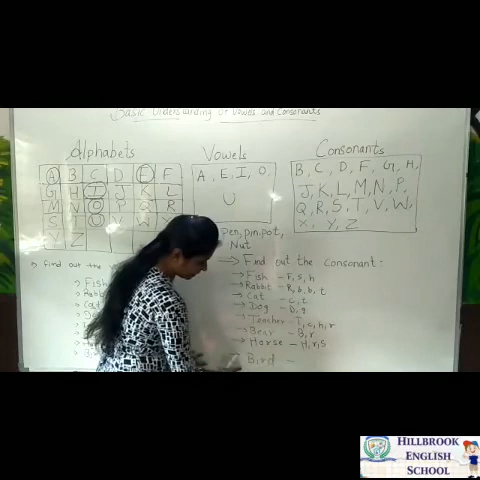 Basic Understanding of Vowels and Consonants
Alphabets
A B C D E F
G H I J K L
M N O P Q R
S T U V W X
Y Z
Vowels
A, E, I, O.
U
pen, pin, pot,
Nut
Consonants
B, C, D, F, G, H,
J, K, L, M, N, P,
Q, R, S, T, V, W,
X, Y, Z
→ Find out the
→ Fish
→ Rabb
→ Cat
→ Find out the consonant :
→ Fish - F, s, h
→ Rabbit - R, b, b, t
→ Cat - C, t
→ Dog - D, g
→ Teacher - T, c, h, r
→ Bear - B, r
→ Horse - H, r, s
Bird -
HILLBROOK
ENGLISH
SCHOOL